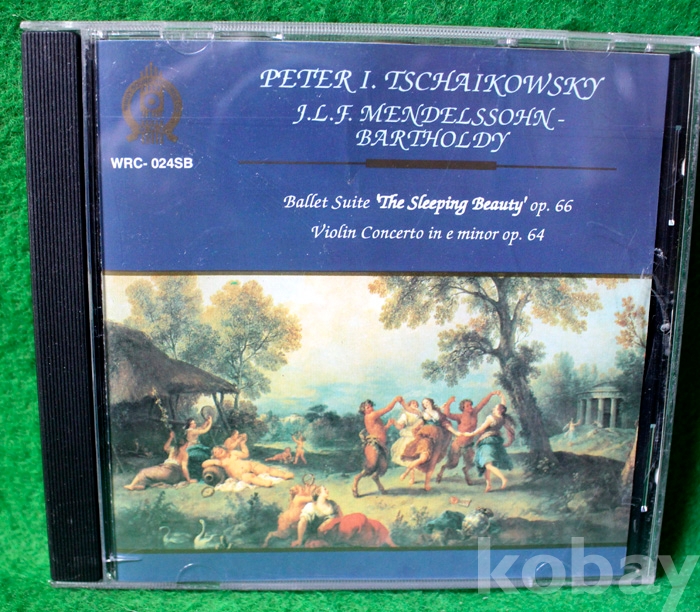 PETER I. TSCHAIKOWSKY
J.L.F. MENDELSSOHN-
BARTHOLDY
WRC- 024SB
Ballet Suite 'The Sleeping Beauty' op. 66
Violin Concerto in e minor op. 64
kobay